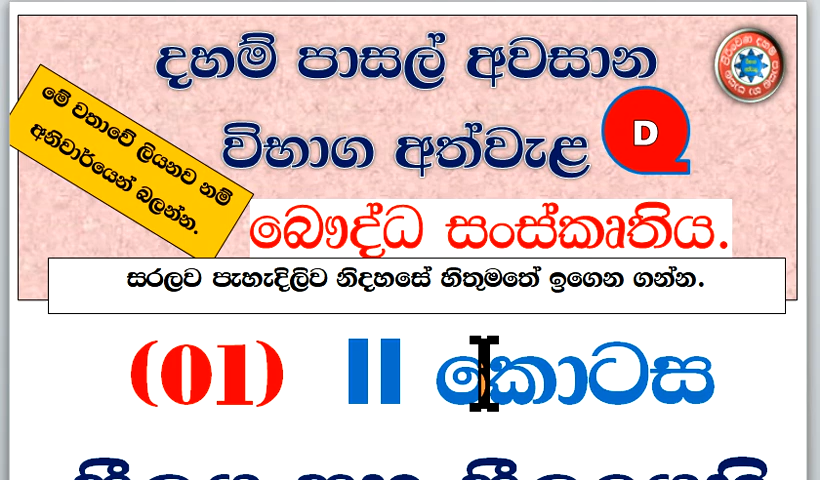 දහම් පාසල් අවසාන
විභාග අත්වැළ
D
මේ වතාවේ ලියනව නම්
අනිවාර්යෙන් බලන්න.
බෞද්ධ සංස්කෘතිය.
සරලව පැහැදිලිව නිදහසේ හිතුමතේ ඉගෙන ගන්න.
(01) II කොටස